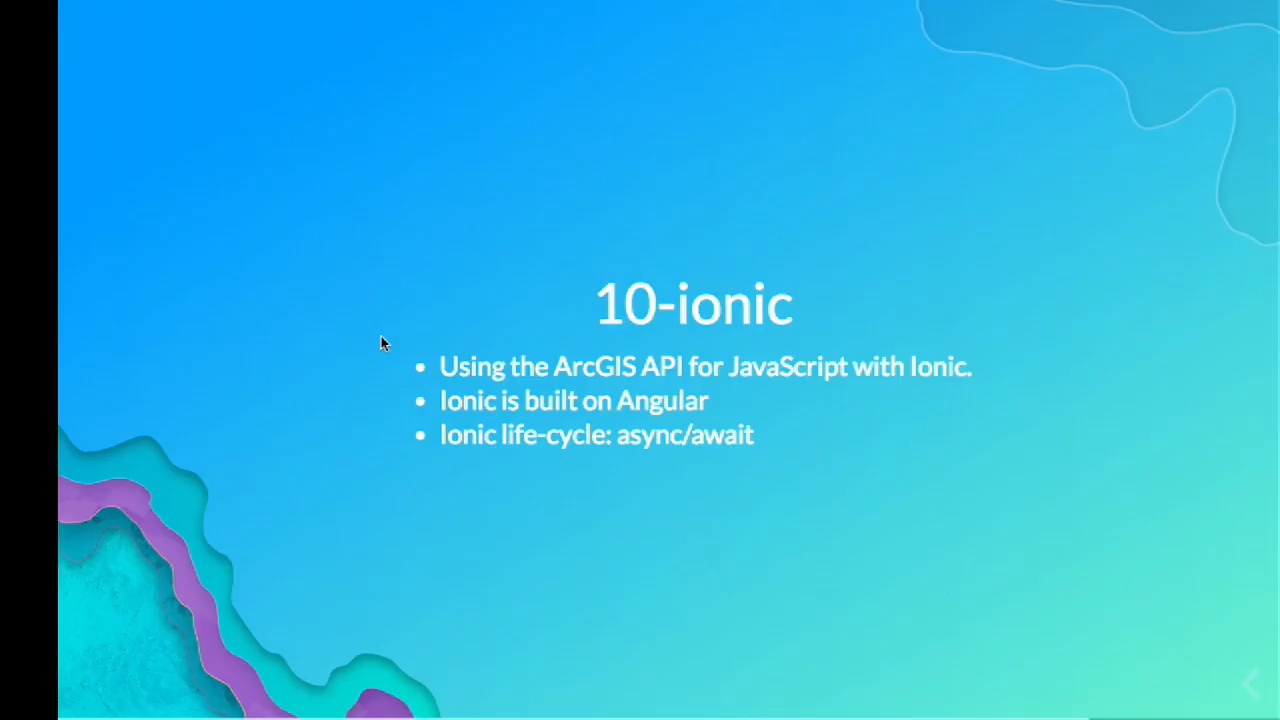 10-ionic
• Using the ArcGIS API for JavaScript with Ionic.
• Ionic is built on Angular
• Ionic life-cycle: async/await